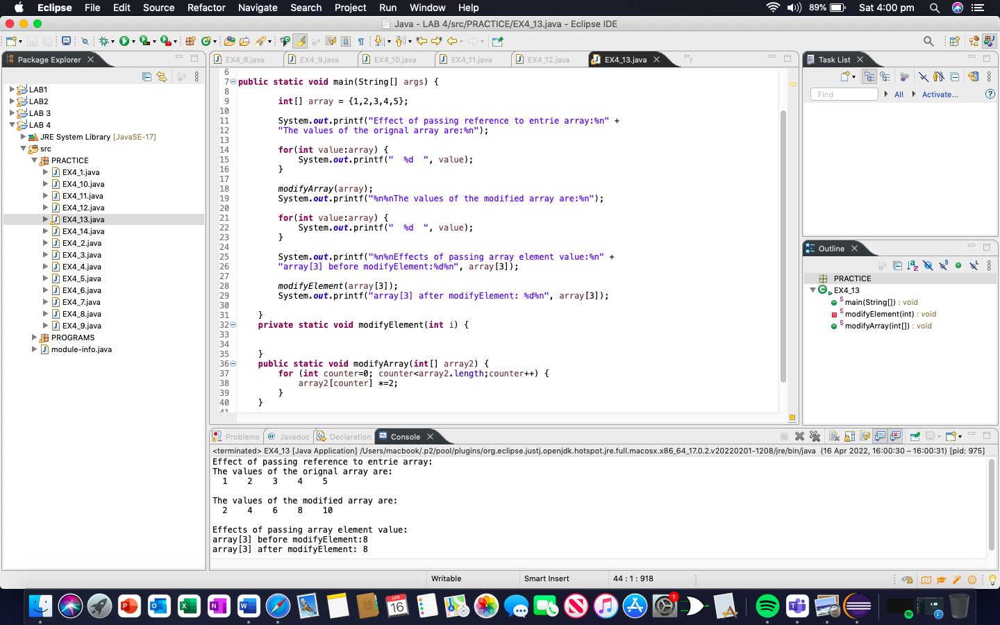 Eclipse File Edit Source Refactor Navigate Search Project Run Window Help 89% Sat 4:00 pm
Java - LAB 4/src/PRACTICE/EX4_13.java - Eclipse IDE
Package Explorer
LAB1
LAB2
LAB 3
LAB 4
JRE System Library [JavaSE-17]
src
PRACTICE
EX4_1.java
EX4_10.java
EX4_11.java
EX4_12.java
EX4_13.java
EX4_14.java
EX4_2.java
EX4_3.java
EX4_4.java
EX4_5.java
EX4_6.java
EX4_7.java
EX4_8.java
EX4_9.java
PROGRAMS
module-info.java
EX4_8.java EX4_9.java EX4_10.java EX4_11.java EX4_12.java EX4_13.java 7
6
7 public static void main(String[] args) {
8
9 int[] array = {1,2,3,4,5};
10
11 System.out.printf("Effect of passing reference to entrie array:%n" +
12 "The values of the orignal array are:%n");
13
14 for(int value:array) {
15 System.out.printf("  %d  ", value);
16 }
17
18 modifyArray(array);
19 System.out.printf("%n%nThe values of the modified array are:%n");
20
21 for(int value:array) {
22 System.out.printf("  %d  ", value);
23 }
24
25 System.out.printf("%n%nEffects of passing array element value:%n" +
26 "array[3] before modifyElement:%d%n", array[3]);
27
28 modifyElement(array[3]);
29 System.out.printf("array[3] after modifyElement: %d%n", array[3]);
30
31 }
32 private static void modifyElement(int i) {
33
34
35 }
36 public static void modifyArray(int[] array2) {
37 for (int counter=0; counter<array2.length;counter++) {
38 array2[counter] *=2;
39 }
40 }
41
Task List
Find All Activate...
Outline
PRACTICE
EX4_13
main(String[]) : void
modifyElement(int) : void
modifyArray(int[]) : void
Problems Javadoc Declaration Console
<terminated> EX4_13 [Java Application] /Users/macbook/.p2/pool/plugins/org.eclipse.justj.openjdk.hotspot.jre.full.macosx.x86_64_17.0.2.v20220201-1208/jre/bin/java (16 Apr 2022, 16:00:30 – 16:00:31) [pid: 975]
Effect of passing reference to entrie array:
The values of the orignal array are:
1 2 3 4 5
The values of the modified array are:
2 4 6 8 10
Effects of passing array element value:
array[3] before modifyElement:8
array[3] after modifyElement: 8
Writable Smart Insert 44 : 1 : 918
APR
16
1